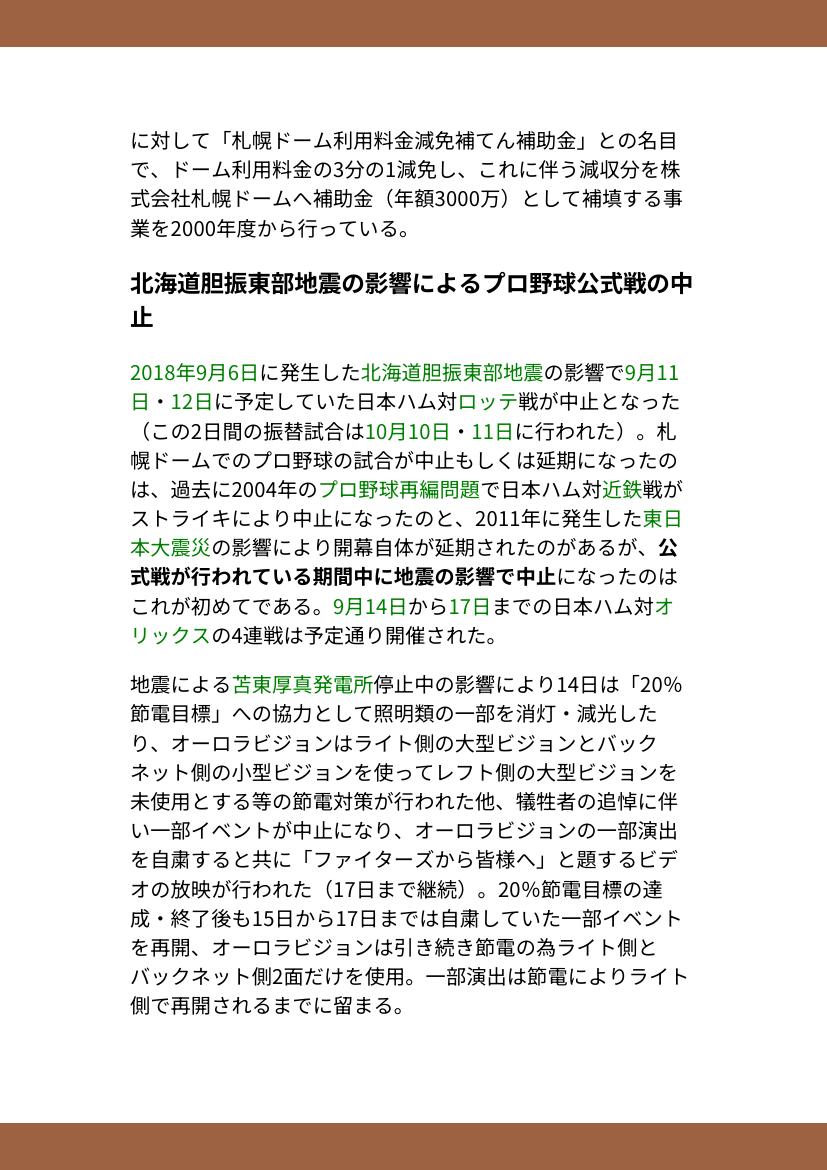 に対して「札幌ドーム利用料金減免補てん補助金」との名目
で、ドーム利用料金の3分の1減免し、これに伴う減収分を株
式会社札幌ドームへ補助金（年額3000万）として補填する事
業を2000年度から行っている。
北海道胆振東部地震の影響によるプロ野球公式戦の中
止
2018年9月6日に発生した北海道胆振東部地震の影響で9月11
日・12日に予定していた日本ハム対ロッテ戦が中止となった
（この2日間の振替試合は10月10日・11日に行われた）。札
幌ドームでのプロ野球の試合が中止もしくは延期になったの
は、過去に2004年のプロ野球再編問題で日本ハム対近鉄戦が
ストライキにより中止になったのと、2011年に発生した東日
本大震災の影響により開幕自体が延期されたのがあるが、公
式戦が行われている期間中に地震の影響で中止になったのは
これが初めてである。9月14日から17日までの日本ハム対オ
リックスの4連戦は予定通り開催された。
地震による苫東厚真発電所停止中の影響により14日は「20%
節電目標」への協力として照明類の一部を消灯・減光した
り、オーロラビジョンはライト側の大型ビジョンとバック
ネット側の小型ビジョンを使ってレフト側の大型ビジョンを
未使用とする等の節電対策が行われた他、犠牲者の追悼に伴
い一部イベントが中止になり、オーロラビジョンの一部演出
を自粛すると共に「ファイターズから皆様へ」と題するビデ
オの放映が行われた（17日まで継続）。20%節電目標の達
成・終了後も15日から17日までは自粛していた一部イベント
を再開、オーロラビジョンは引き続き節電の為ライト側と
バックネット側2面だけを使用。一部演出は節電によりライト
側で再開されるまでに留まる。